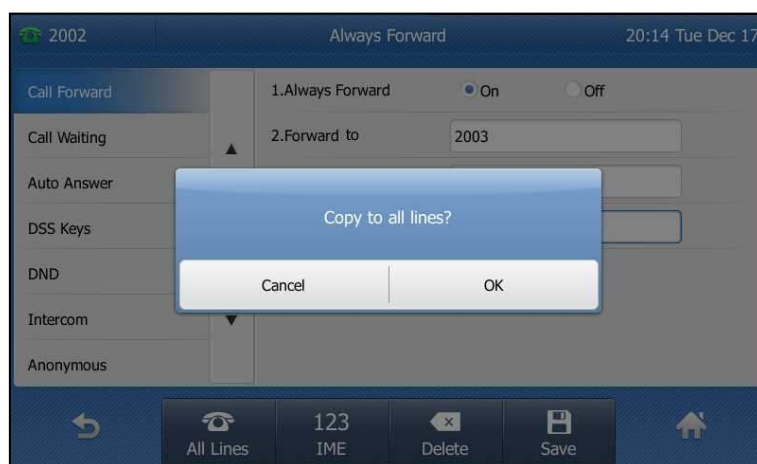 2002 Always Forward 20:14 Tue Dec 17
Call Forward
Call Waiting
Auto Answer
DSS Keys
DND
Intercom
Anonymous
1.Always Forward On Off
2.Forward to 2003
Copy to all lines?
Cancel OK
All Lines
123
IME
Delete
Save